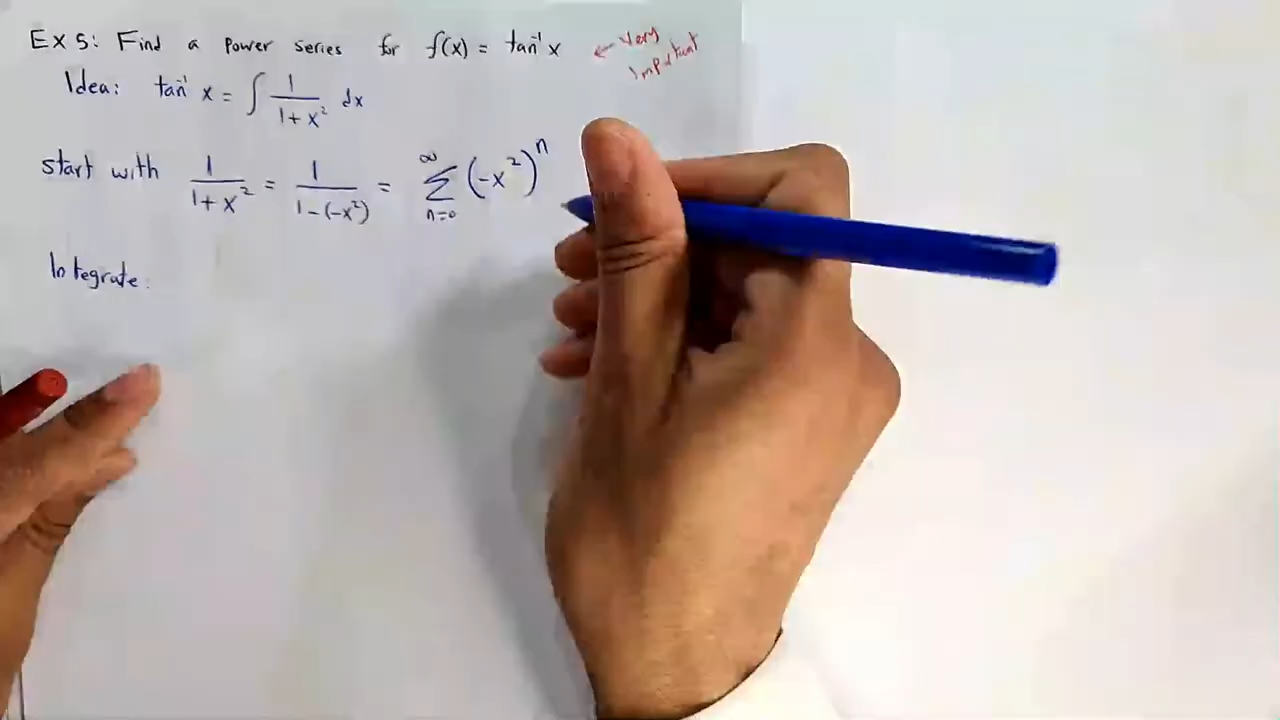 Ex 5: Find a power series for f(x) = tan⁻¹ x ← Very Important
Idea: tan⁻¹ x = ∫ 1/(1+x²) dx
start with 1/(1+x²) = 1/(1-(-x²)) = ∞ Σ n=0 (-x²)ⁿ
Integrate: